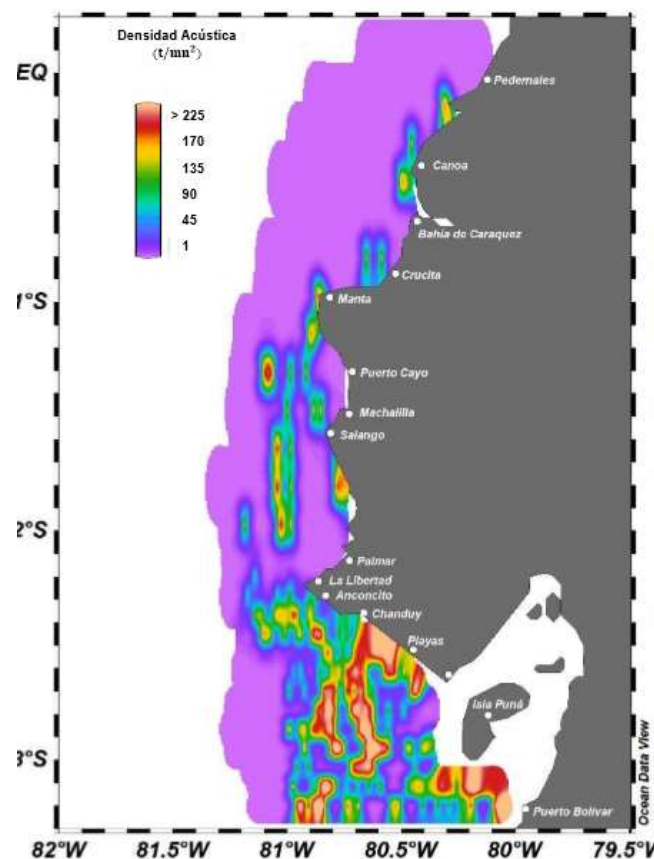 Densidad Acústica
(t/mn²)
> 225
170
135
90
45
1
EQ
1°S
2°S
3°S
Pedernales
Canoa
Bahía de Caraquez
Crucita
Manta
Puerto Cayo
Machalilla
Salango
Palmar
La Libertad
Anconcito
Chanduy
Playas
Isla Puná
Puerto Bolívar
Ocean Data View
82°W
81.5°W
81°W
80.5°W
80°W
79.5°W